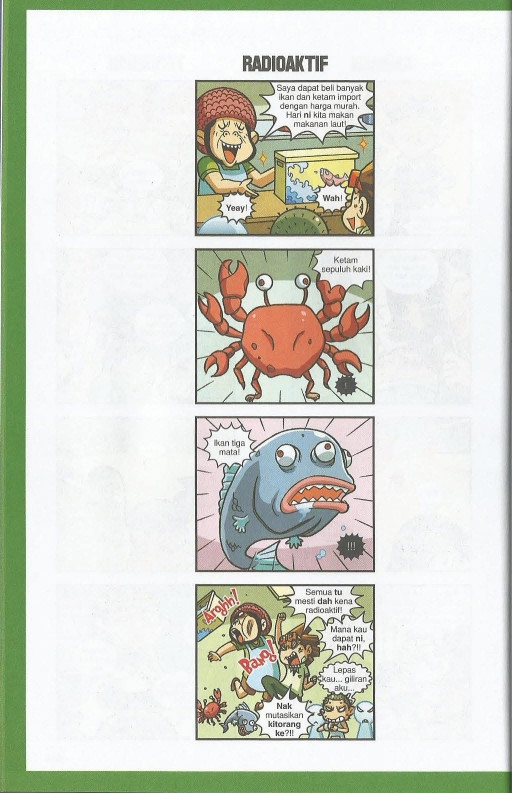 RADIOAKTIF
Saya dapat beli banyak
ikan dan ketam import
dengan harga murah.
Hari ni kita makan
makanan laut!
Yeay!
Wah!
Ketam
sepuluh kaki!
!
Ikan tiga
mata!
!!!
Arghh!
Semua tu
mesti dah kena
radioaktif!
Mana kau
dapat ni,
hah?!!
Pang!
Lepas
kau... giliran
aku...
Nak
mutasikan
kitorang
ke?!!